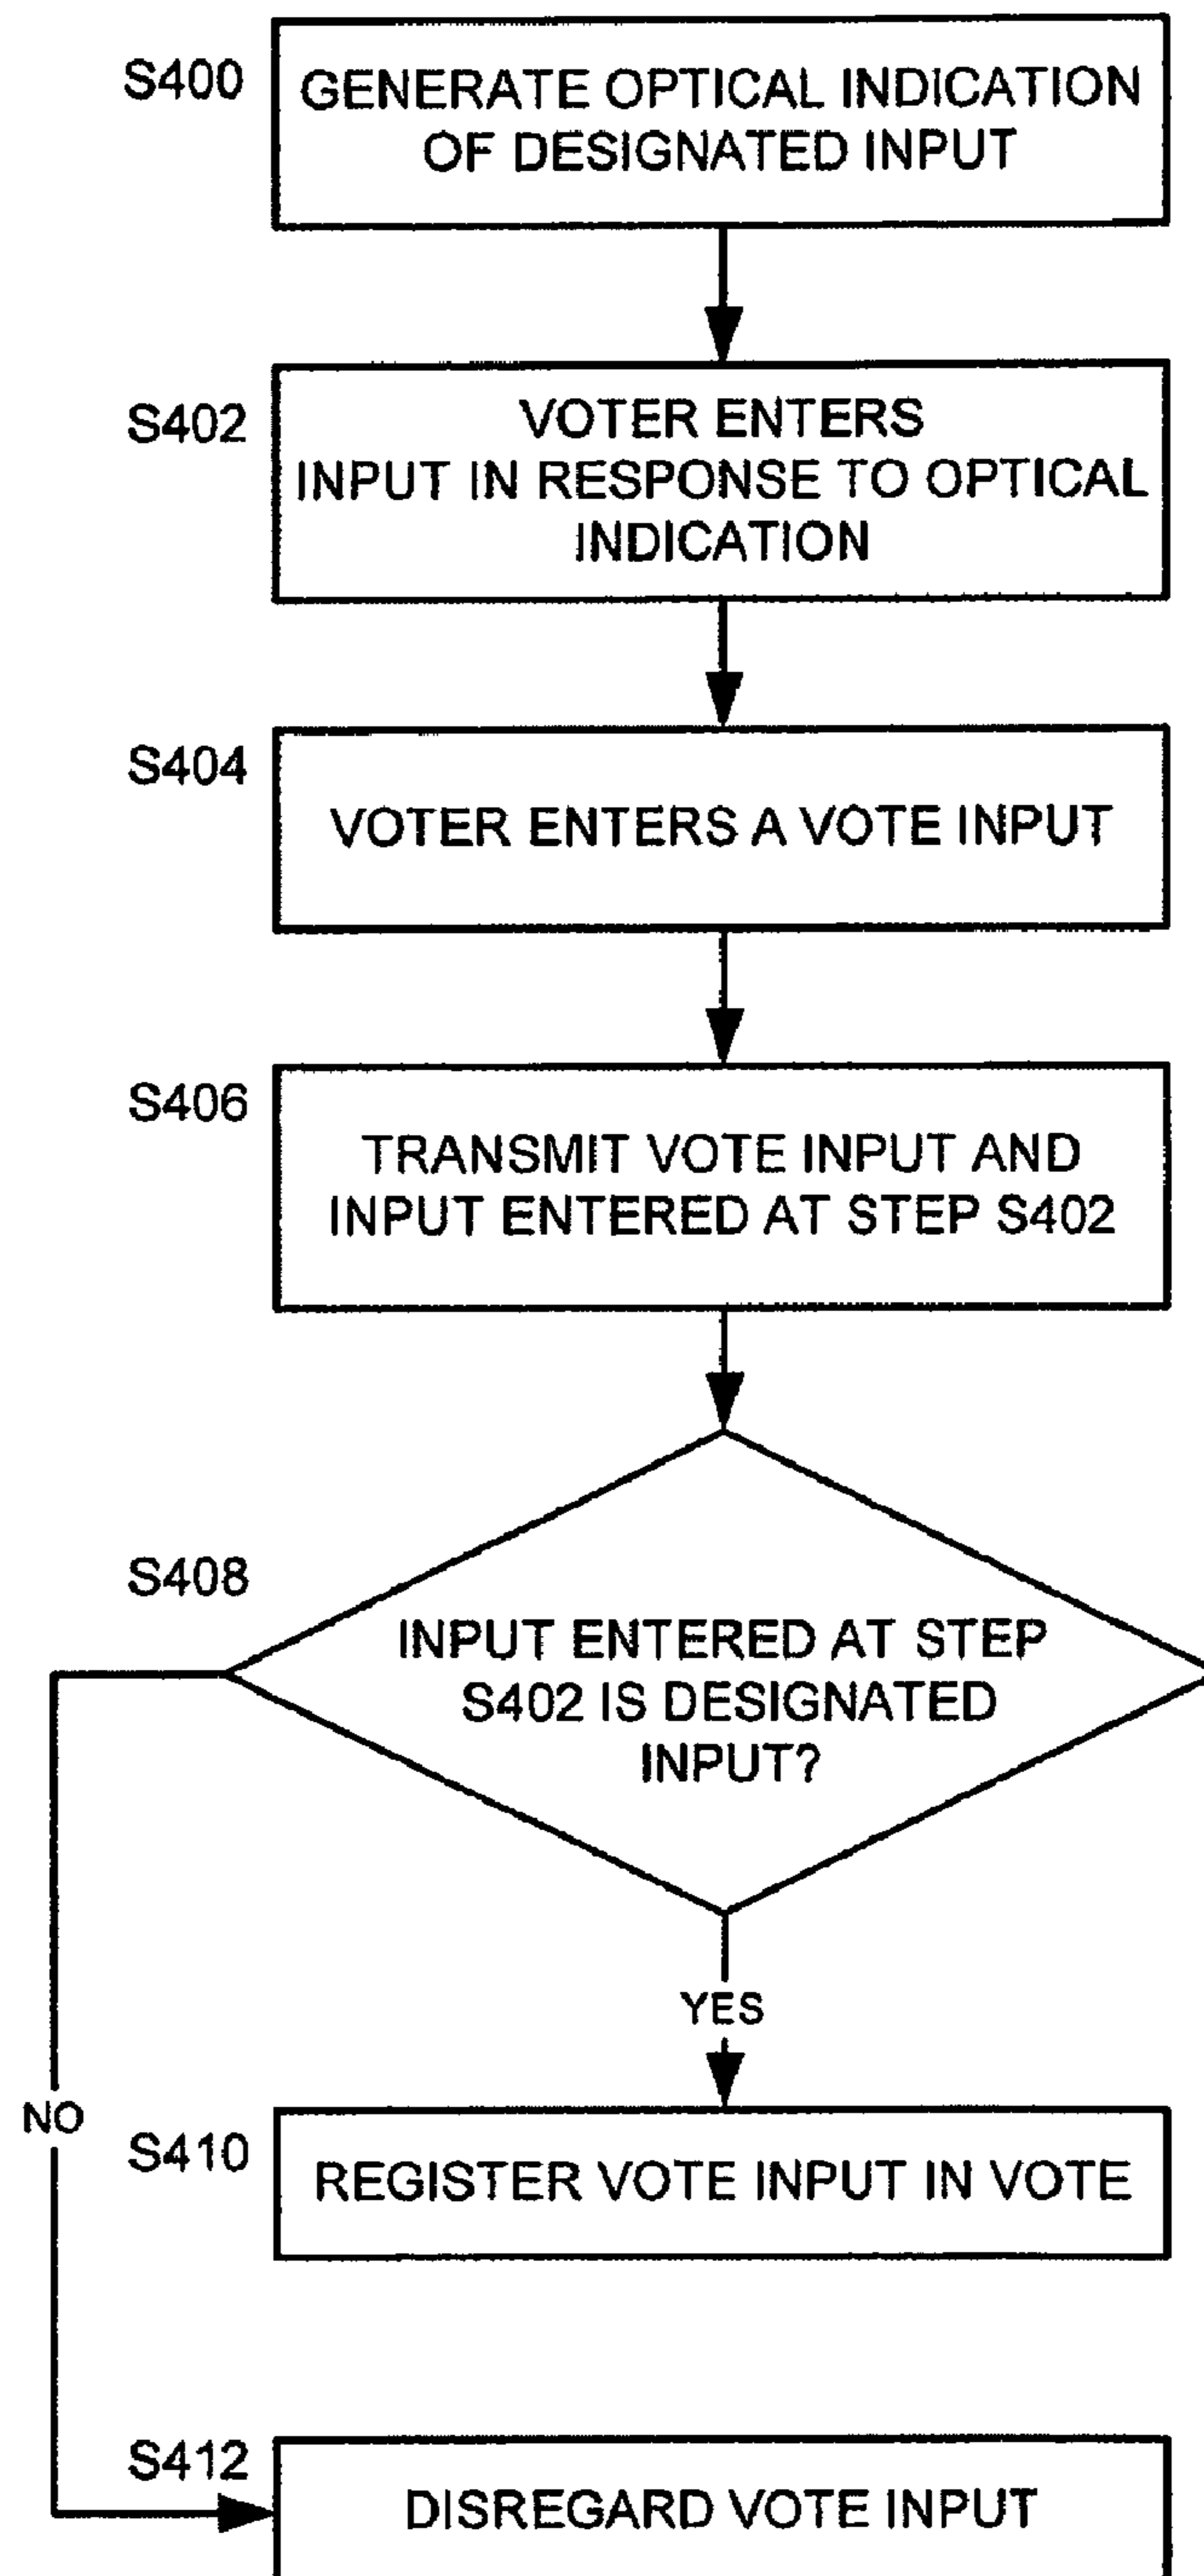 S400
GENERATE OPTICAL INDICATION
OF DESIGNATED INPUT
S402
VOTER ENTERS
INPUT IN RESPONSE TO OPTICAL
INDICATION
S404
VOTER ENTERS A VOTE INPUT
S406
TRANSMIT VOTE INPUT AND
INPUT ENTERED AT STEP S402
S408
INPUT ENTERED AT STEP
S402 IS DESIGNATED
INPUT?
YES
NO
S410
REGISTER VOTE INPUT IN VOTE
S412
DISREGARD VOTE INPUT